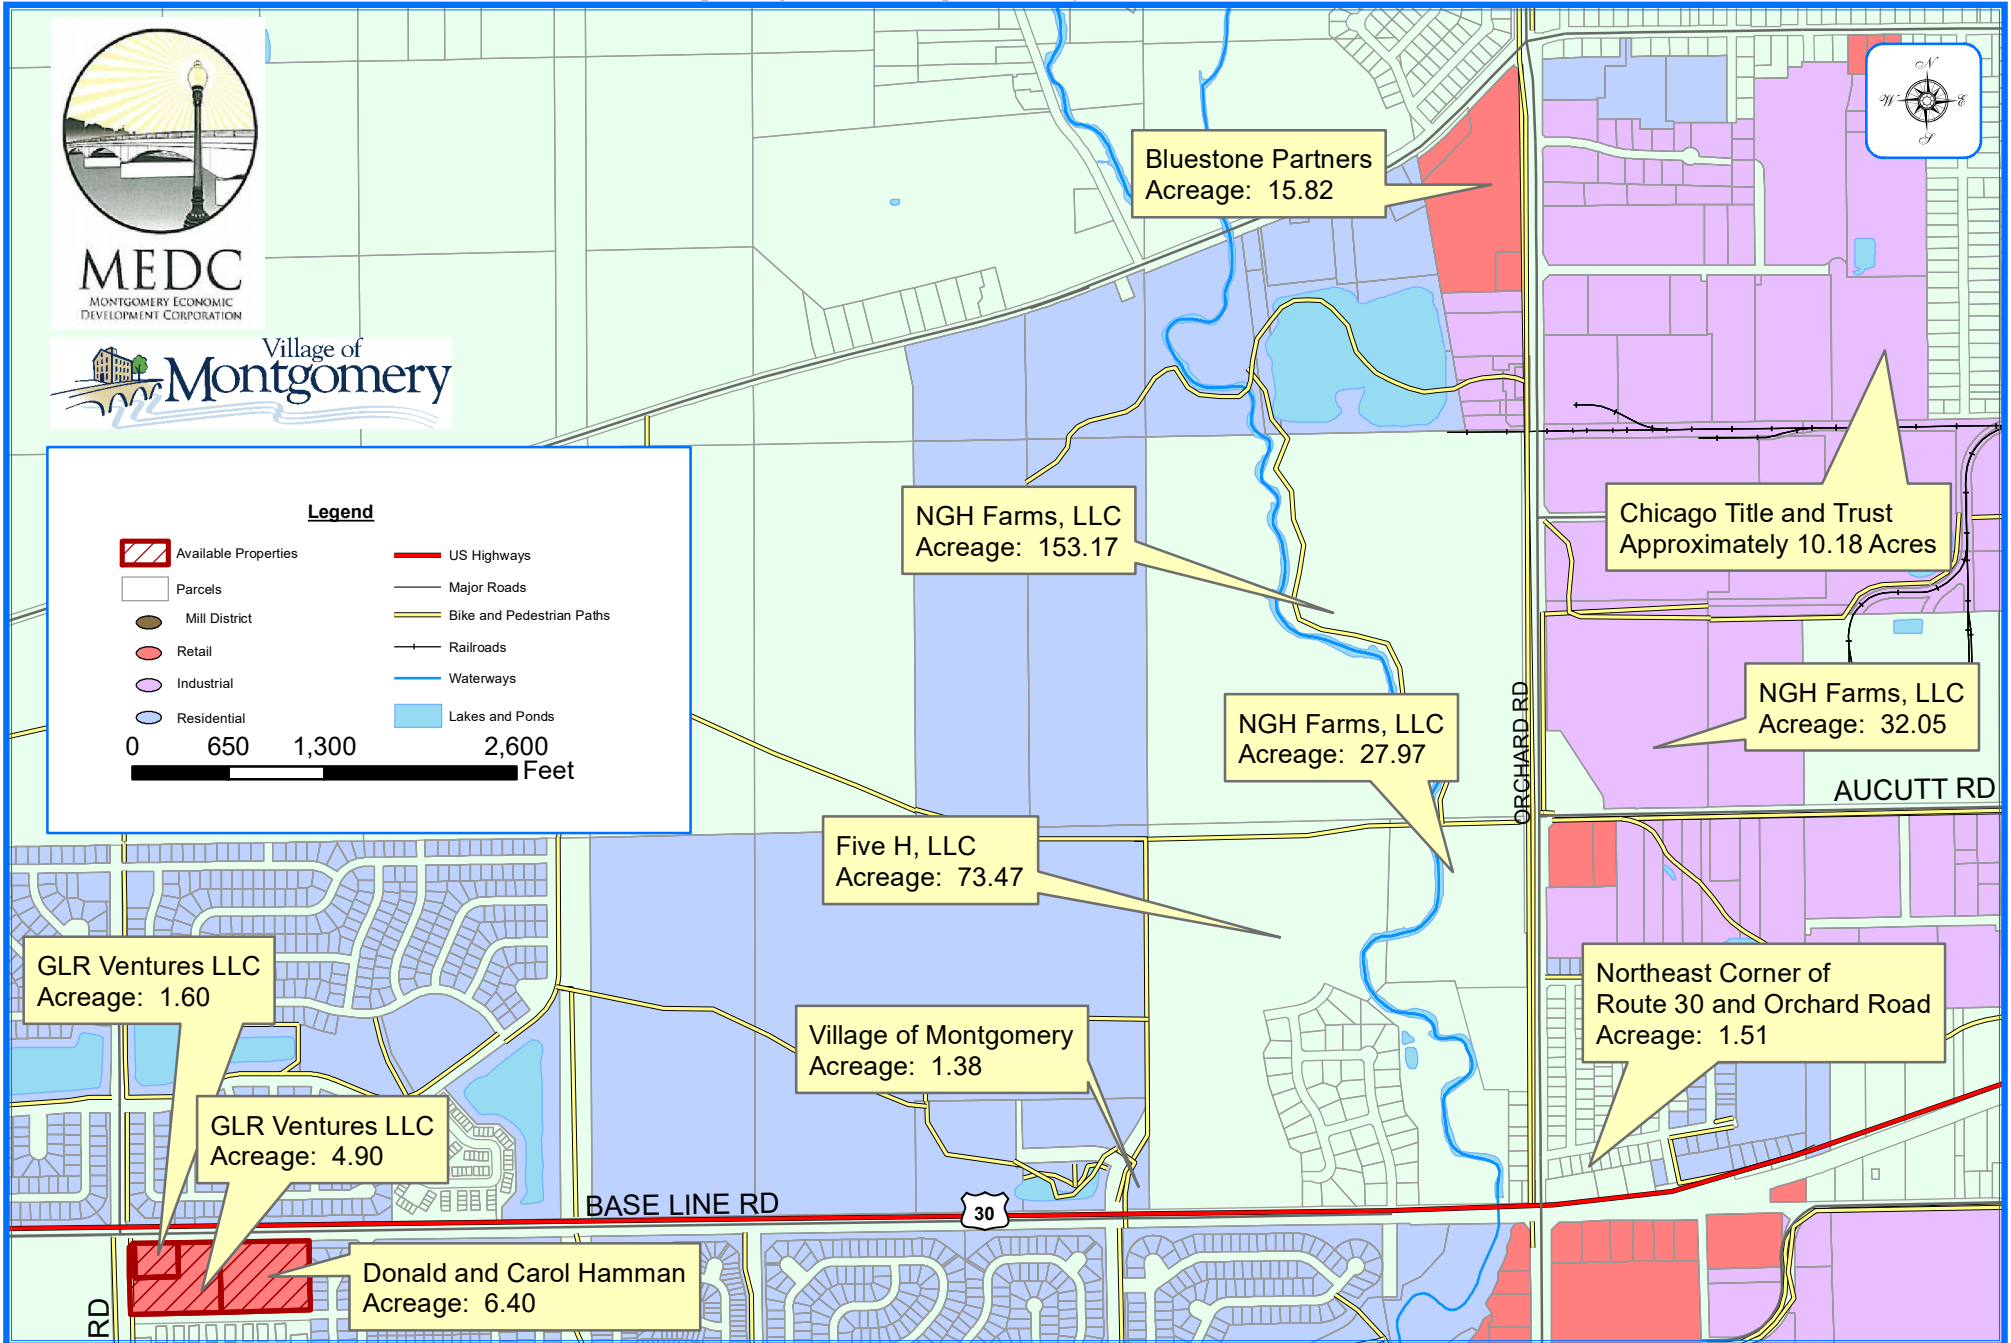 MEDC
MONTGOMERY ECONOMIC
DEVELOPMENT CORPORATION
Village of
Montgomery
N
W
E
S
Bluestone Partners
Acreage: 15.82
NGH Farms, LLC
Acreage: 153.17
Chicago Title and Trust
Approximately 10.18 Acres
Legend
Available Properties
Parcels
Mill District
Retail
Industrial
Residential
US Highways
Major Roads
Bike and Pedestrian Paths
Railroads
Waterways
Lakes and Ponds
0 650 1,300 2,600
Feet
NGH Farms, LLC
Acreage: 27.97
NGH Farms, LLC
Acreage: 32.05
ORCHARD RD
AUCUTT RD
Five H, LLC
Acreage: 73.47
GLR Ventures LLC
Acreage: 1.60
Village of Montgomery
Acreage: 1.38
Northeast Corner of
Route 30 and Orchard Road
Acreage: 1.51
GLR Ventures LLC
Acreage: 4.90
BASE LINE RD
30
Donald and Carol Hamman
Acreage: 6.40
RD